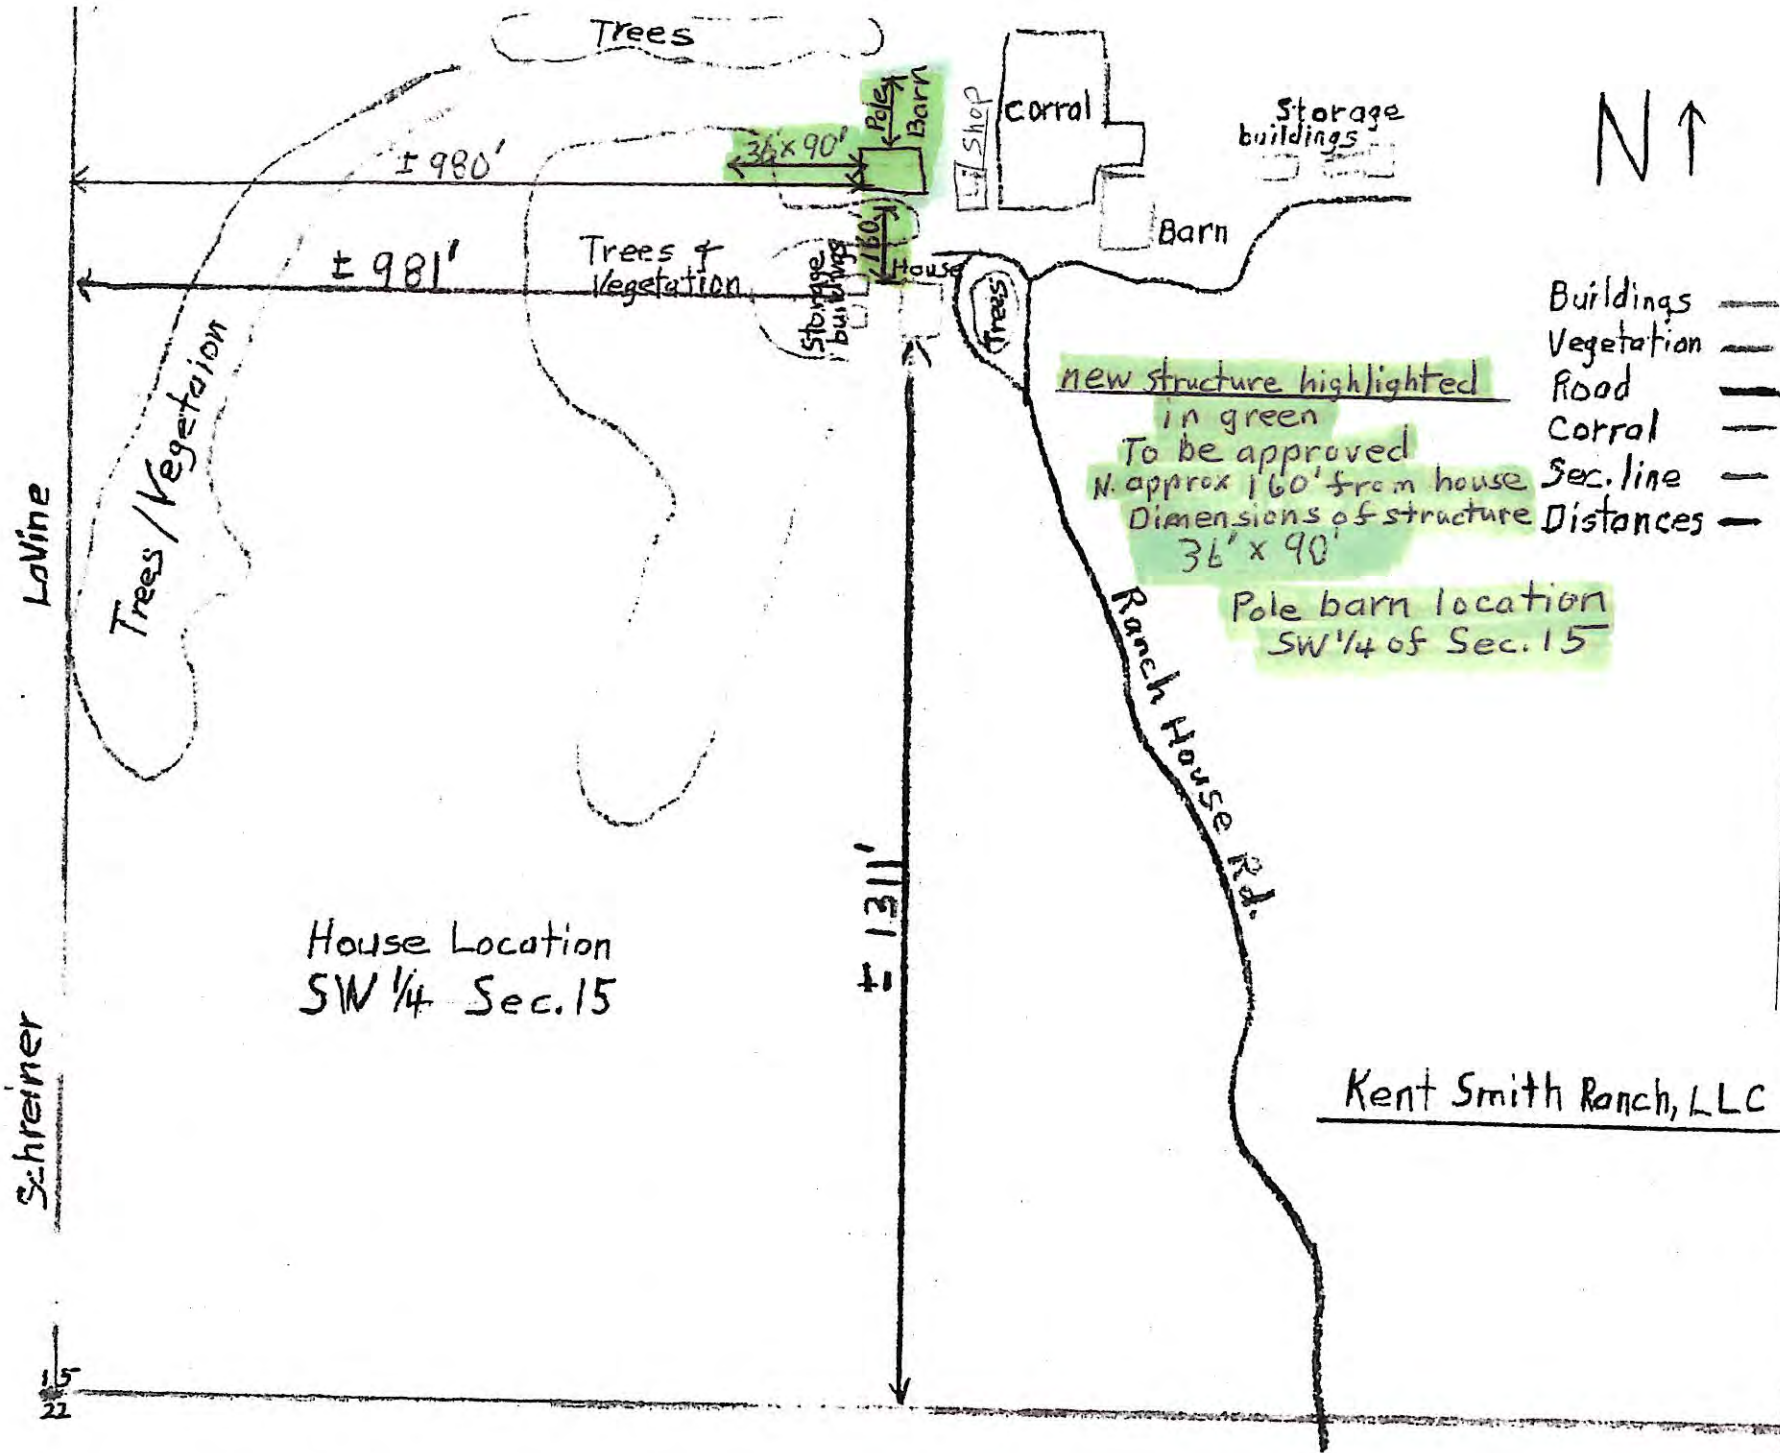 Trees
Pole
Barn
36' x 90'
± 980'
Shop
Corral
Storage
buildings
N
Barn
± 981'
Trees &
Vegetation
Storage
buildings
160'
House
Trees
Trees/Vegetaion
Buildings
Vegetation
Road
Corral
Sec. line
Distances
new structure highlighted
in green
To be approved
N. approx 160' from house
Dimensions of structure
36' x 90'
Pole barn location
SW 1/4 of Sec. 15
LaVine
Ranch House Rd.
± 1311'
House Location
SW 1/4 Sec. 15
Schreiner
Kent Smith Ranch, LLC
15
22